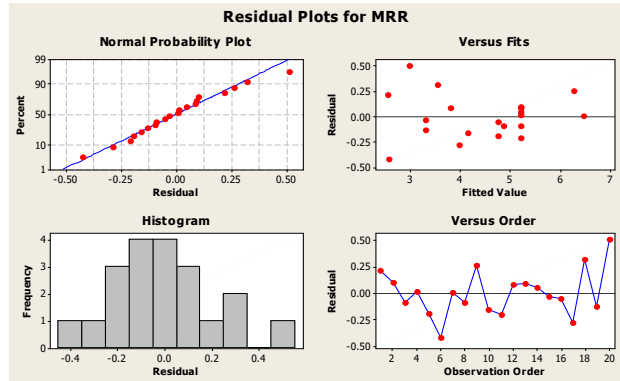 Residual Plots for MRR
Normal Probability Plot
99
90
50
10
1
Percent
-0.50 -0.25 0.00 0.25 0.50
Residual
Versus Fits
0.50
0.25
0.00
-0.25
-0.50
Residual
3 4 5 6 7
Fitted Value
Histogram
4
3
2
1
0
Frequency
-0.4 -0.2 0.0 0.2 0.4
Residual
Versus Order
0.50
0.25
0.00
-0.25
-0.50
Residual
2 4 6 8 10 12 14 16 18 20
Observation Order